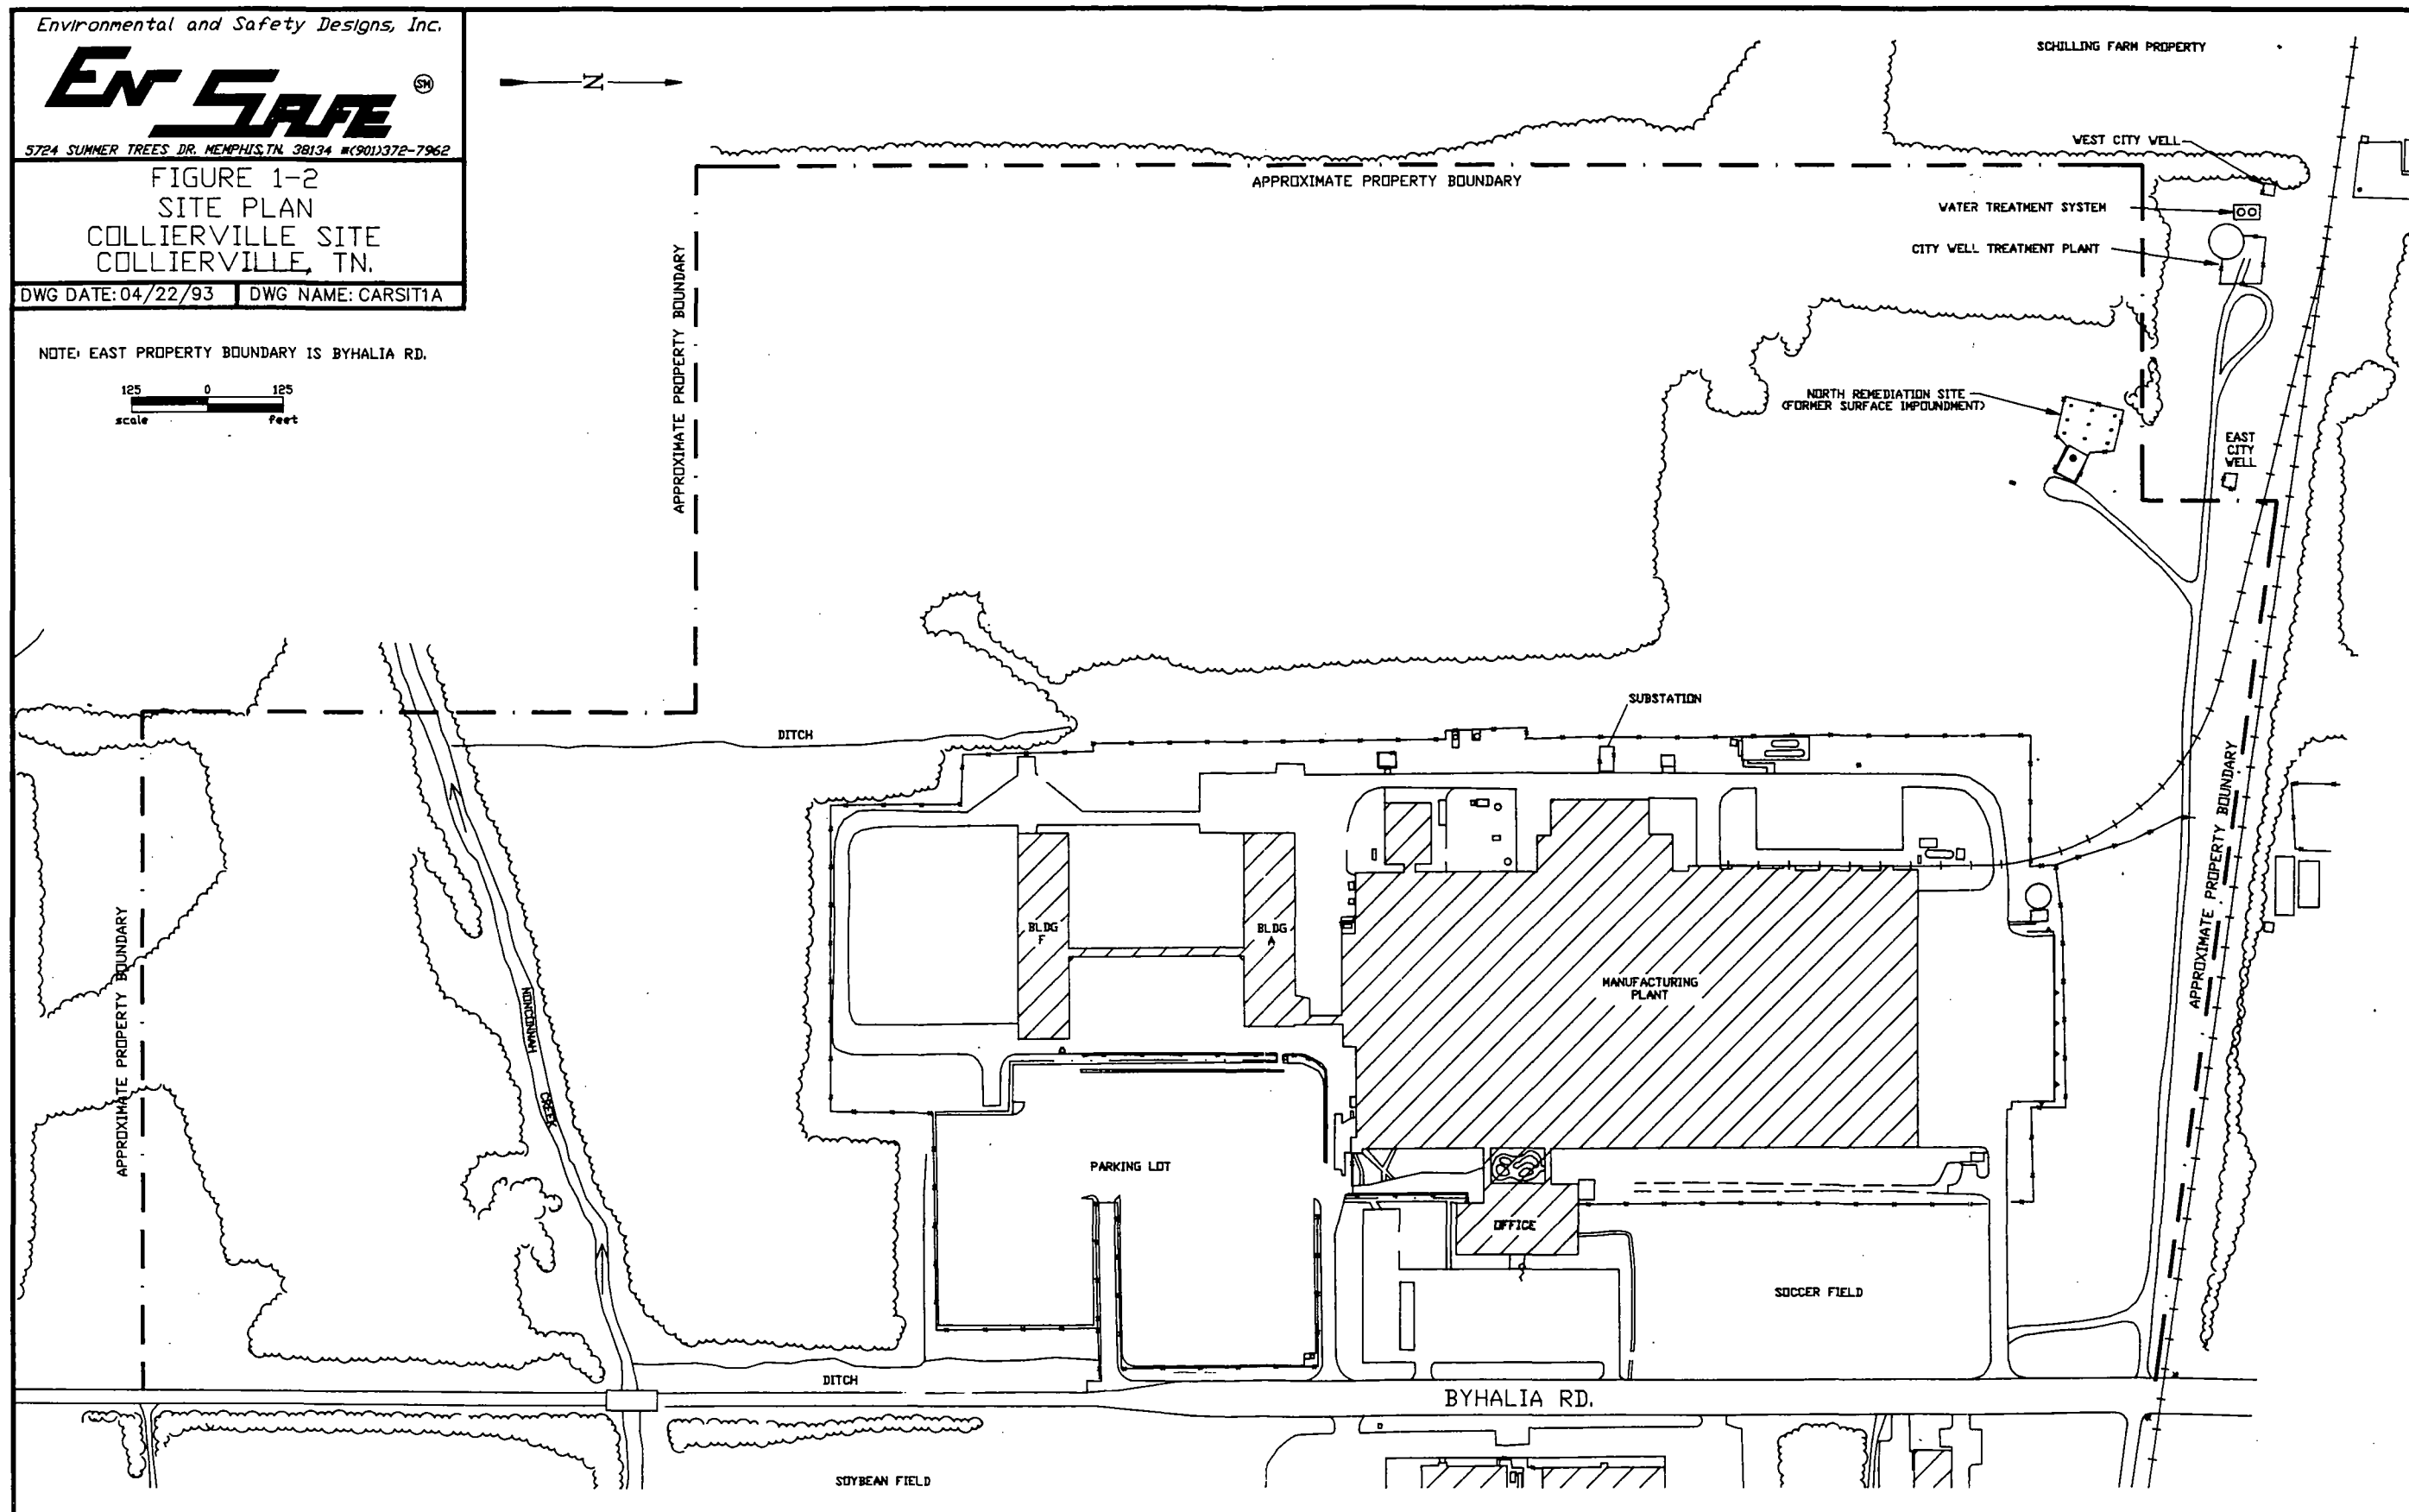 Environmental and Safety Designs, Inc.
EN SAFE
SM
5724 SUMMER TREES DR. MEMPHIS,TN. 38134 (901)372-7962
FIGURE 1-2
SITE PLAN
COLLIERVILLE SITE
COLLIERVILLE, TN.
DWG DATE: 04/22/93 DWG NAME: CARSIT1A
NOTE: EAST PROPERTY BOUNDARY IS BYHALIA RD.
125 0 125
scale feet
N
SCHILLING FARM PROPERTY
WEST CITY WELL
APPROXIMATE PROPERTY BOUNDARY
WATER TREATMENT SYSTEM
CITY WELL TREATMENT PLANT
APPROXIMATE PROPERTY BOUNDARY
NORTH REMEDIATION SITE
(FORMER SURFACE IMPOUNDMENT)
EAST
CITY
WELL
SUBSTATION
DITCH
APPROXIMATE PROPERTY BOUNDARY
APPROXIMATE PROPERTY BOUNDARY
NONCONNAH
CREEK
BLDG
F
BLDG
A
MANUFACTURING
PLANT
PARKING LOT
OFFICE
SOCCER FIELD
DITCH
BYHALIA RD.
SOYBEAN FIELD